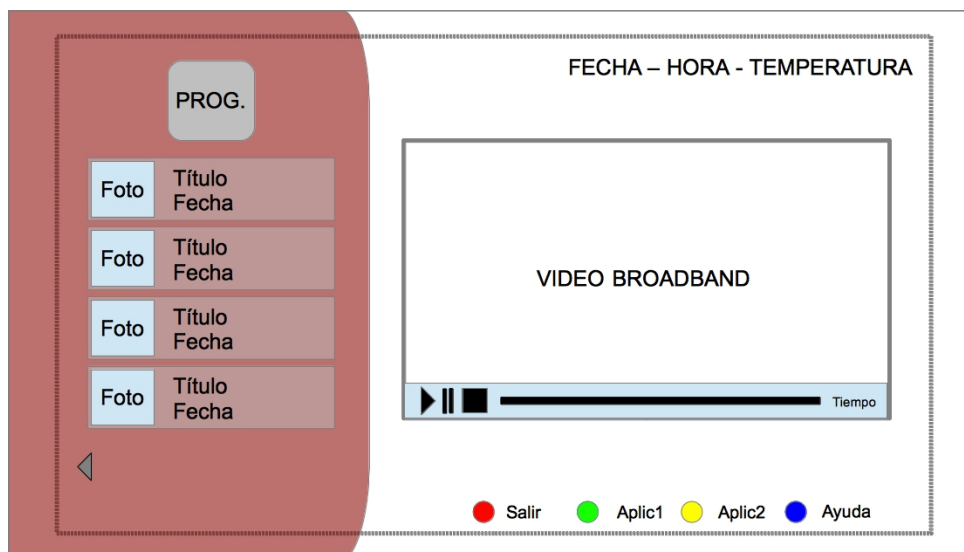 FECHA – HORA - TEMPERATURA
PROG.
Foto
Título
Fecha
Foto
Título
Fecha
Foto
Título
Fecha
Foto
Título
Fecha
VIDEO BROADBAND
Tiempo
Salir
Aplic1
Aplic2
Ayuda